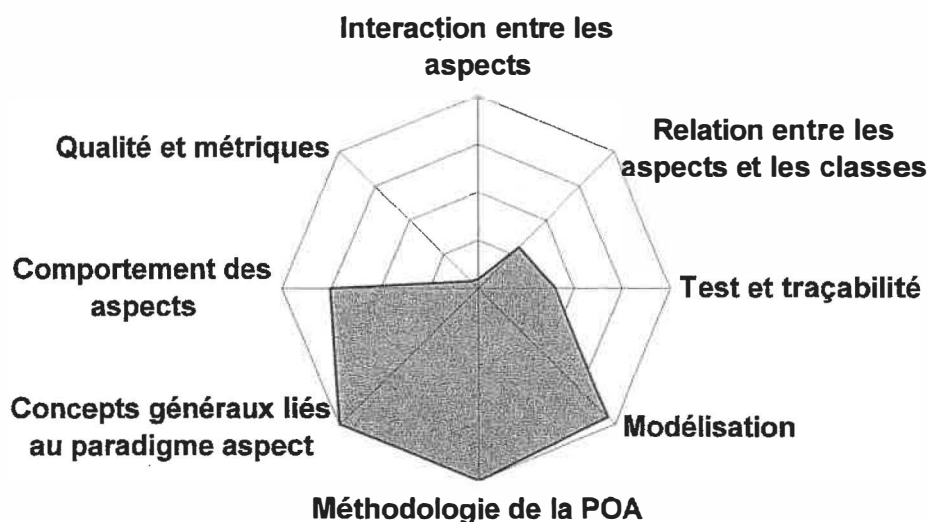 Interaction entre les
aspects
Relation entre les
aspects et les classes
Test et traçabilité
Modélisation
Méthodologie de la POA
Concepts généraux liés
au paradigme aspect
Comportement des
aspects
Qualité et métriques